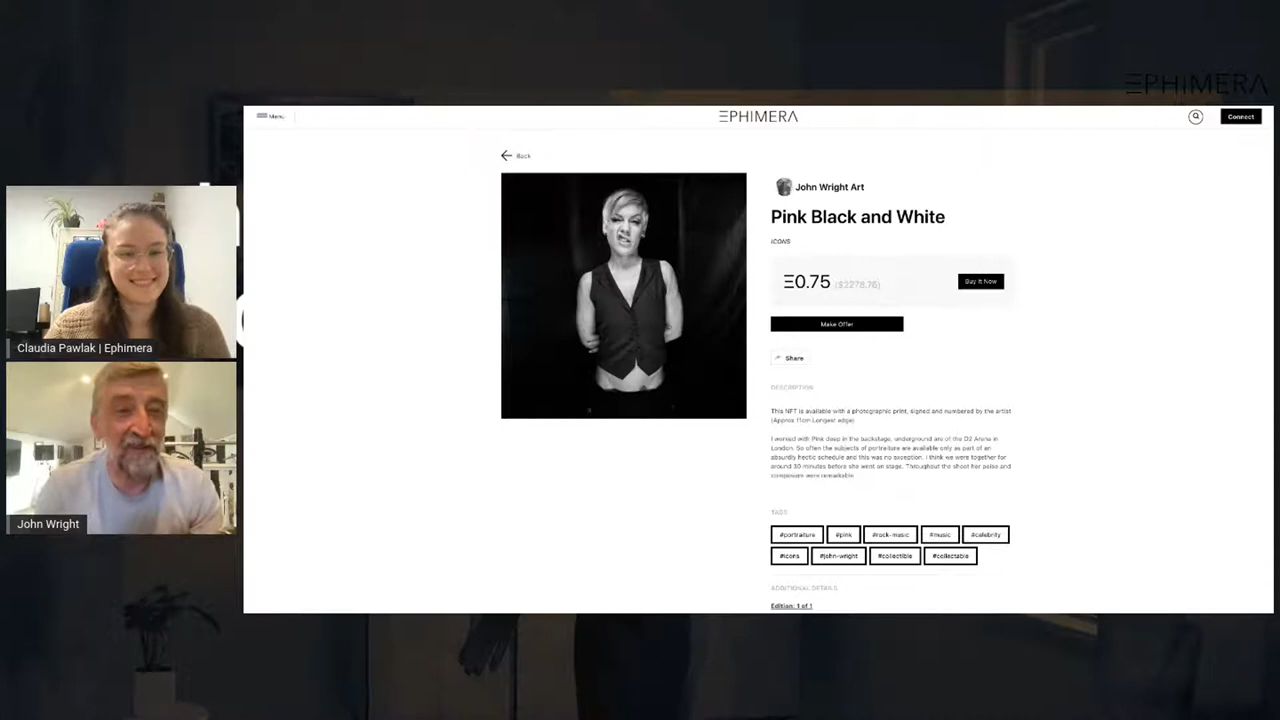 ΞPHIMERA
Menu
ΞPHIMERA
Connect
Back
John Wright Art
Pink Black and White
ICONS
Ξ0.75 ($2278.76)
Buy It Now
Make Offer
Share
DESCRIPTION
This NFT is available with a photographic print, signed and numbered by the artist
(Approx 11cm Longest edge)
I worked with Pink deep in the backstage, underground are of the O2 Arena in
London. So often the subjects of portraiture are available only as part of an
absurdly hectic schedule and this was no exception. I think we were together for
around 30 minutes before she went on stage. Throughout the shoot her poise and
composure were remarkable
TAGS
#portraiture #pink #rock-music #music #celebrity
#icons #john-wright #collectible #collectable
ADDITIONAL DETAILS
Edition: 1 of 1
Claudia Pawlak | Ephimera
John Wright